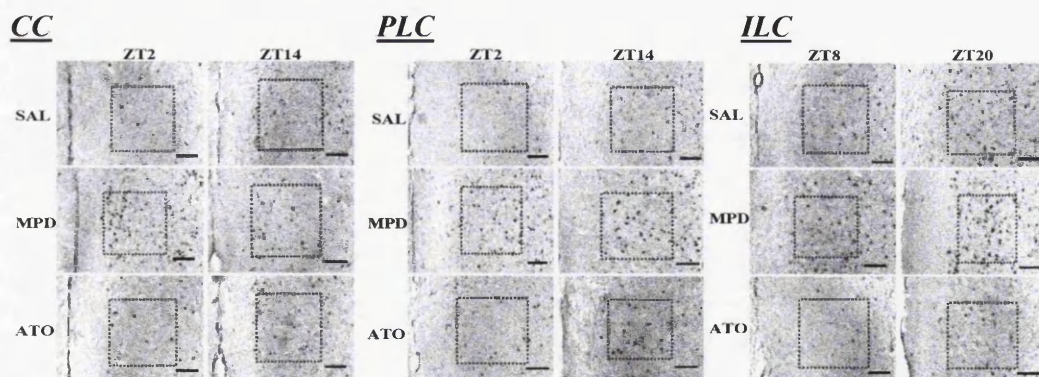 CC PLC ILC
ZT2 ZT14 ZT2 ZT14 ZT8 ZT20
SAL SAL SAL
MPD MPD MPD
ATO ATO ATO